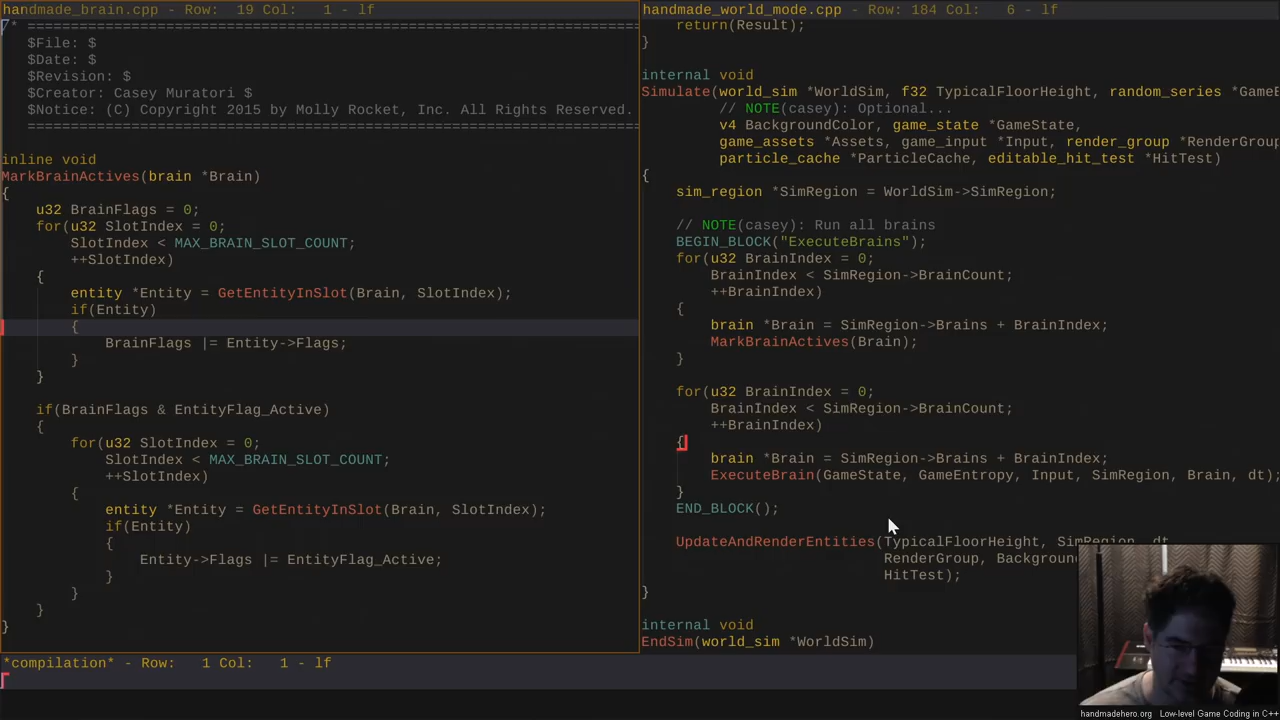 handmade_brain.cpp - Row: 19 Col: 1 - lf
/* ========================================================================
$File: $
$Date: $
$Revision: $
$Creator: Casey Muratori $
$Notice: (C) Copyright 2015 by Molly Rocket, Inc. All Rights Reserved.
========================================================================
inline void
MarkBrainActives(brain *Brain)
{
u32 BrainFlags = 0;
for(u32 SlotIndex = 0;
SlotIndex < MAX_BRAIN_SLOT_COUNT;
++SlotIndex)
{
entity *Entity = GetEntityInSlot(Brain, SlotIndex);
if(Entity)
{
BrainFlags |= Entity->Flags;
}
}
if(BrainFlags & EntityFlag_Active)
{
for(u32 SlotIndex = 0;
SlotIndex < MAX_BRAIN_SLOT_COUNT;
++SlotIndex)
{
entity *Entity = GetEntityInSlot(Brain, SlotIndex);
if(Entity)
{
Entity->Flags |= EntityFlag_Active;
}
}
}
}
handmade_world_mode.cpp - Row: 184 Col: 6 - lf
return(Result);
}
internal void
Simulate(world_sim *WorldSim, f32 TypicalFloorHeight, random_series *GameE
// NOTE(casey): Optional...
v4 BackgroundColor, game_state *GameState,
game_assets *Assets, game_input *Input, render_group *RenderGroup
particle_cache *ParticleCache, editable_hit_test *HitTest)
{
sim_region *SimRegion = WorldSim->SimRegion;
// NOTE(casey): Run all brains
BEGIN_BLOCK("ExecuteBrains");
for(u32 BrainIndex = 0;
BrainIndex < SimRegion->BrainCount;
++BrainIndex)
{
brain *Brain = SimRegion->Brains + BrainIndex;
MarkBrainActives(Brain);
}
for(u32 BrainIndex = 0;
BrainIndex < SimRegion->BrainCount;
++BrainIndex)
{
brain *Brain = SimRegion->Brains + BrainIndex;
ExecuteBrain(GameState, GameEntropy, Input, SimRegion, Brain, dt);
}
END_BLOCK();
UpdateAndRenderEntities(TypicalFloorHeight, SimRegion, dt
RenderGroup, Background
HitTest);
}
internal void
EndSim(world_sim *WorldSim)
*compilation* - Row: 1 Col: 1 - lf
handmadehero.org - Low-level Game Coding in C++